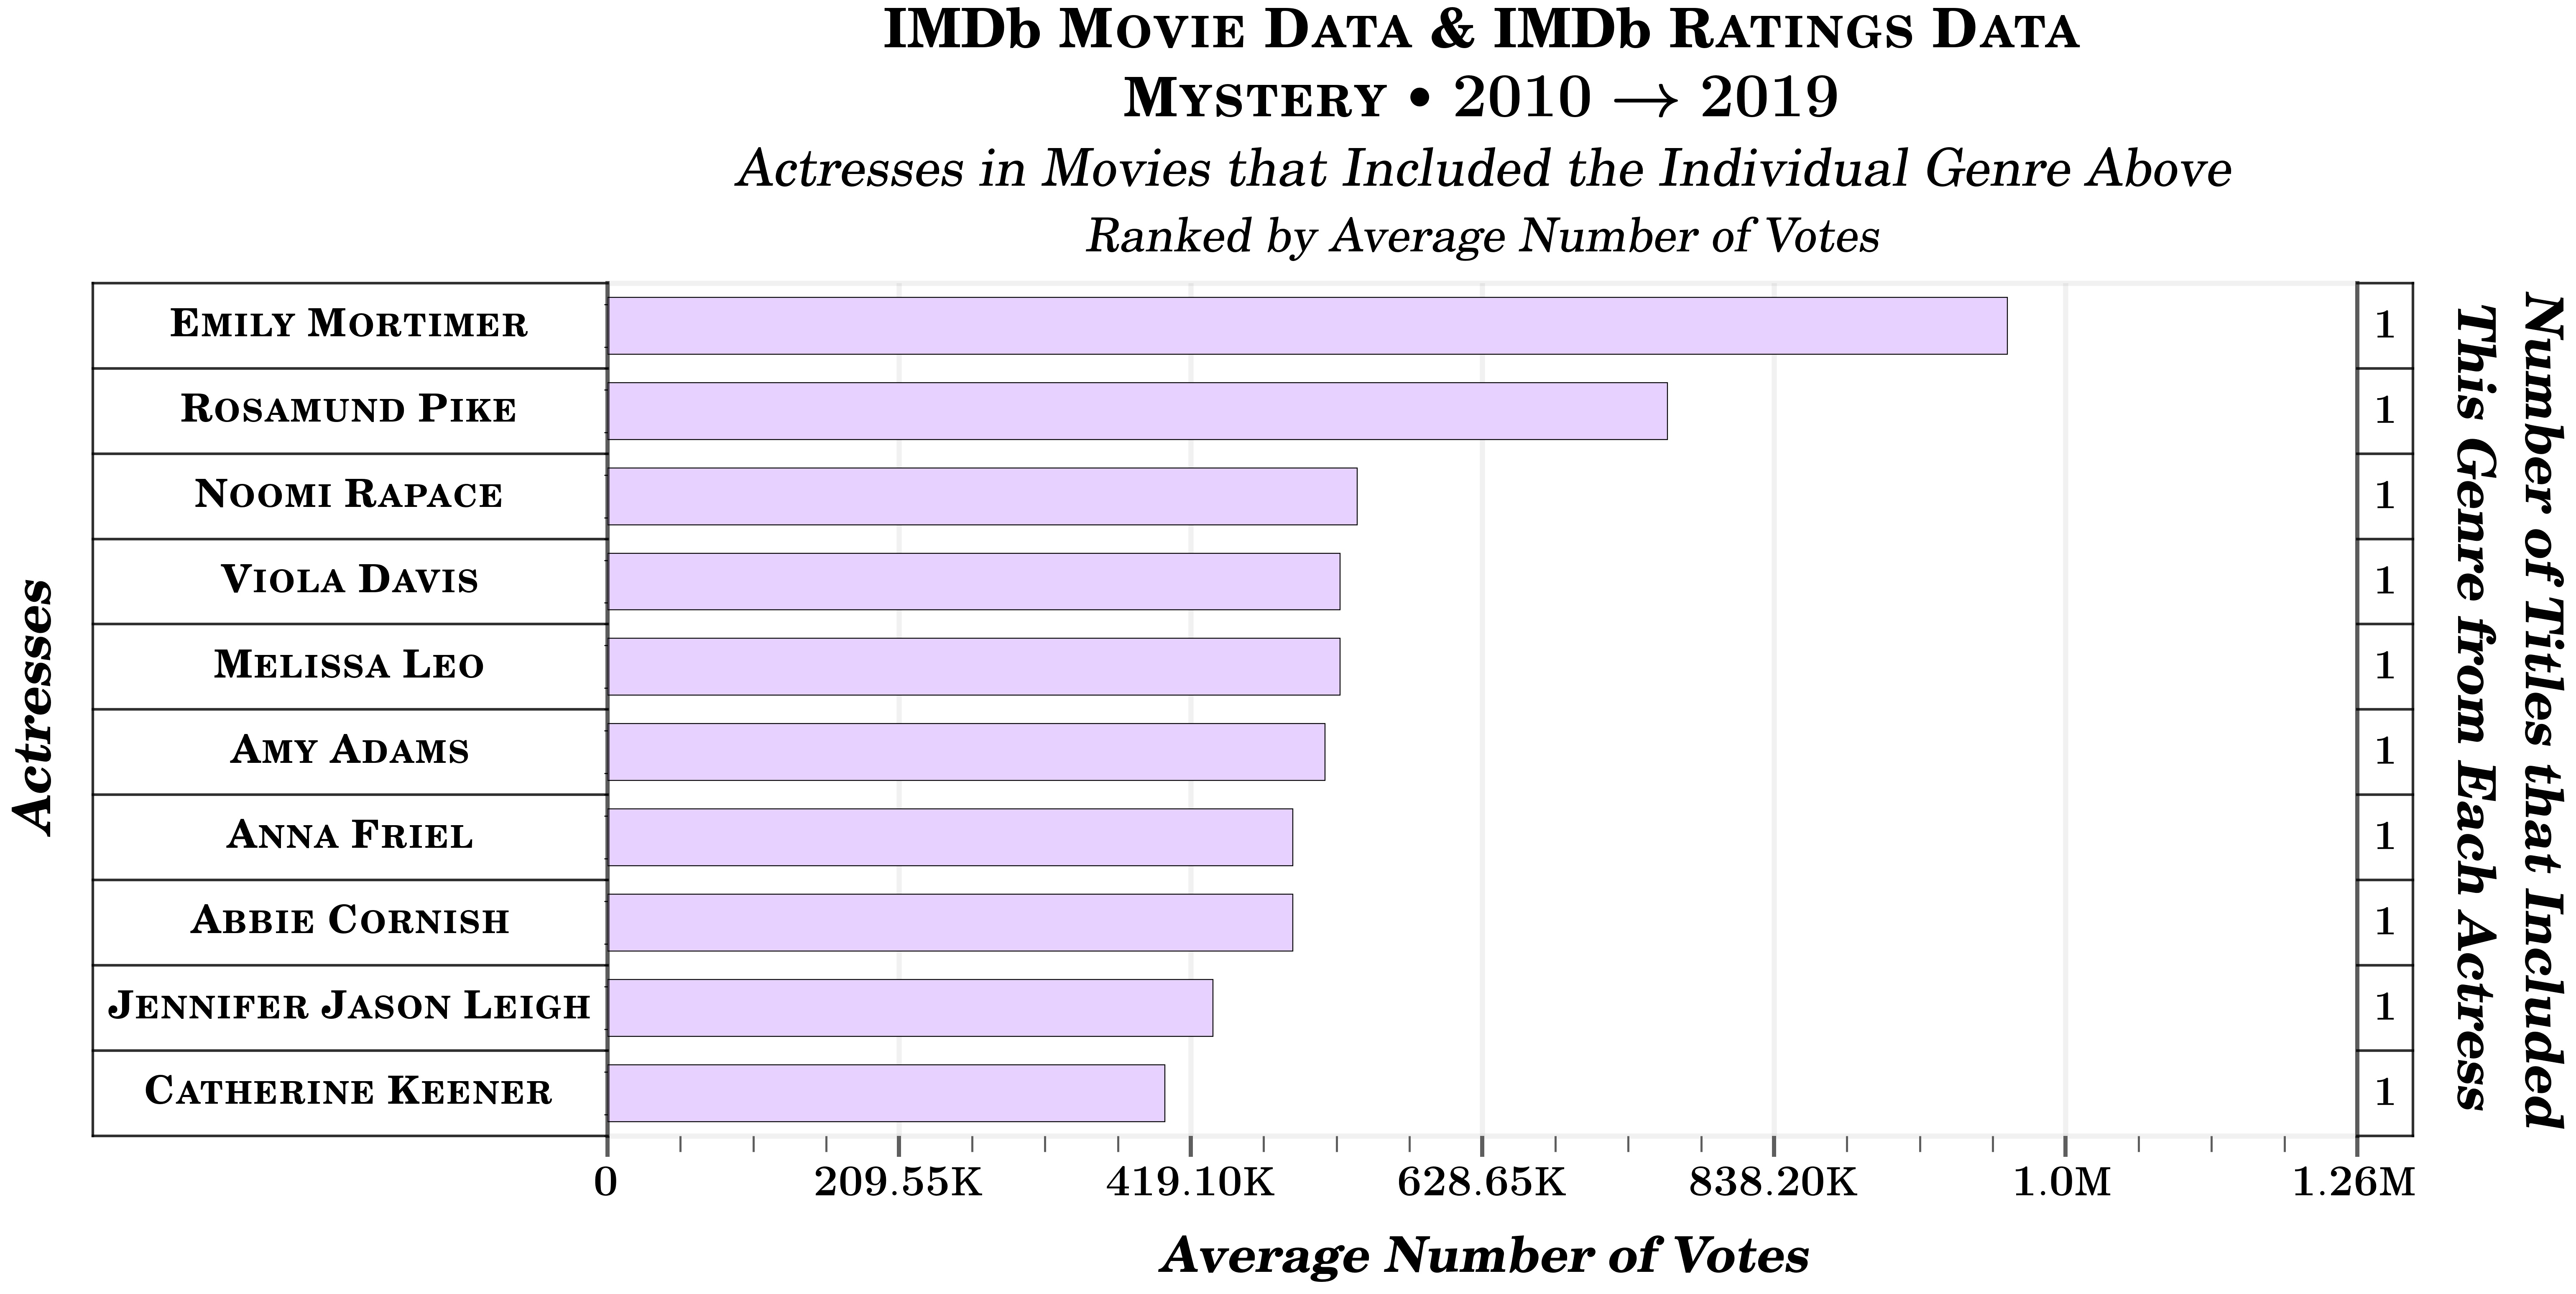 IMDb Movie Data & IMDb Ratings Data
Mystery • 2010 → 2019
Actresses in Movies that Included the Individual Genre Above
Ranked by Average Number of Votes
Actresses
Emily Mortimer
1
Rosamund Pike
1
Noomi Rapace
1
Viola Davis
1
Melissa Leo
1
Amy Adams
1
Anna Friel
1
Abbie Cornish
1
Jennifer Jason Leigh
1
Catherine Keener
1
Number of Titles that Included
This Genre from Each Actress
0 209.55K 419.10K 628.65K 838.20K 1.0M 1.26M
Average Number of Votes